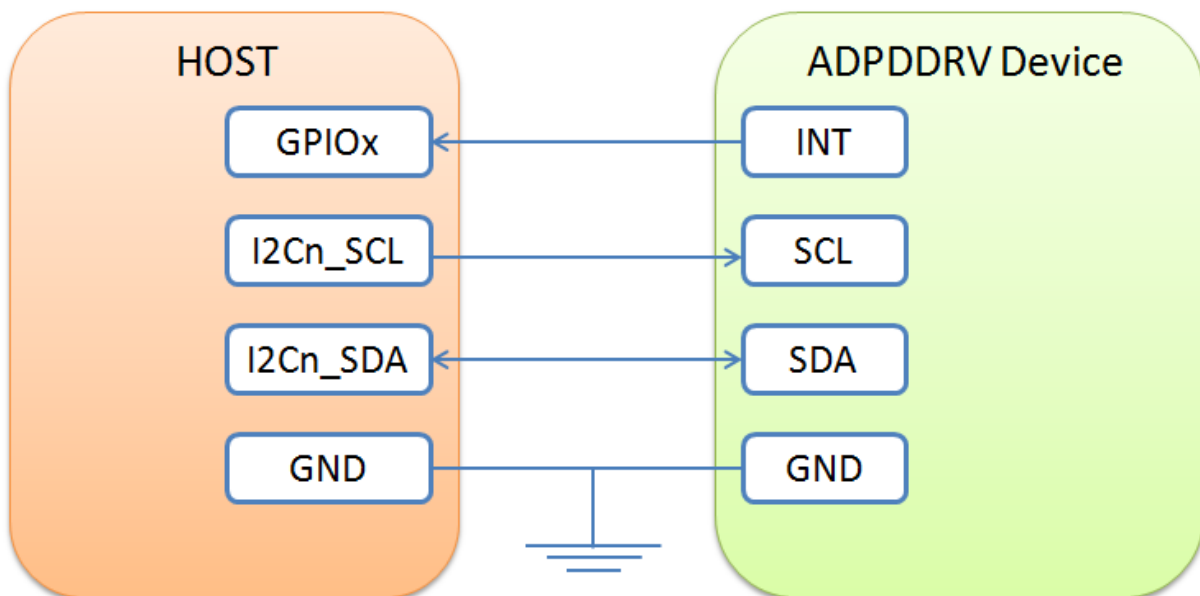 HOST
ADPDDRV Device
GPIOx
INT
I2Cn_SCL
SCL
I2Cn_SDA
SDA
GND
GND